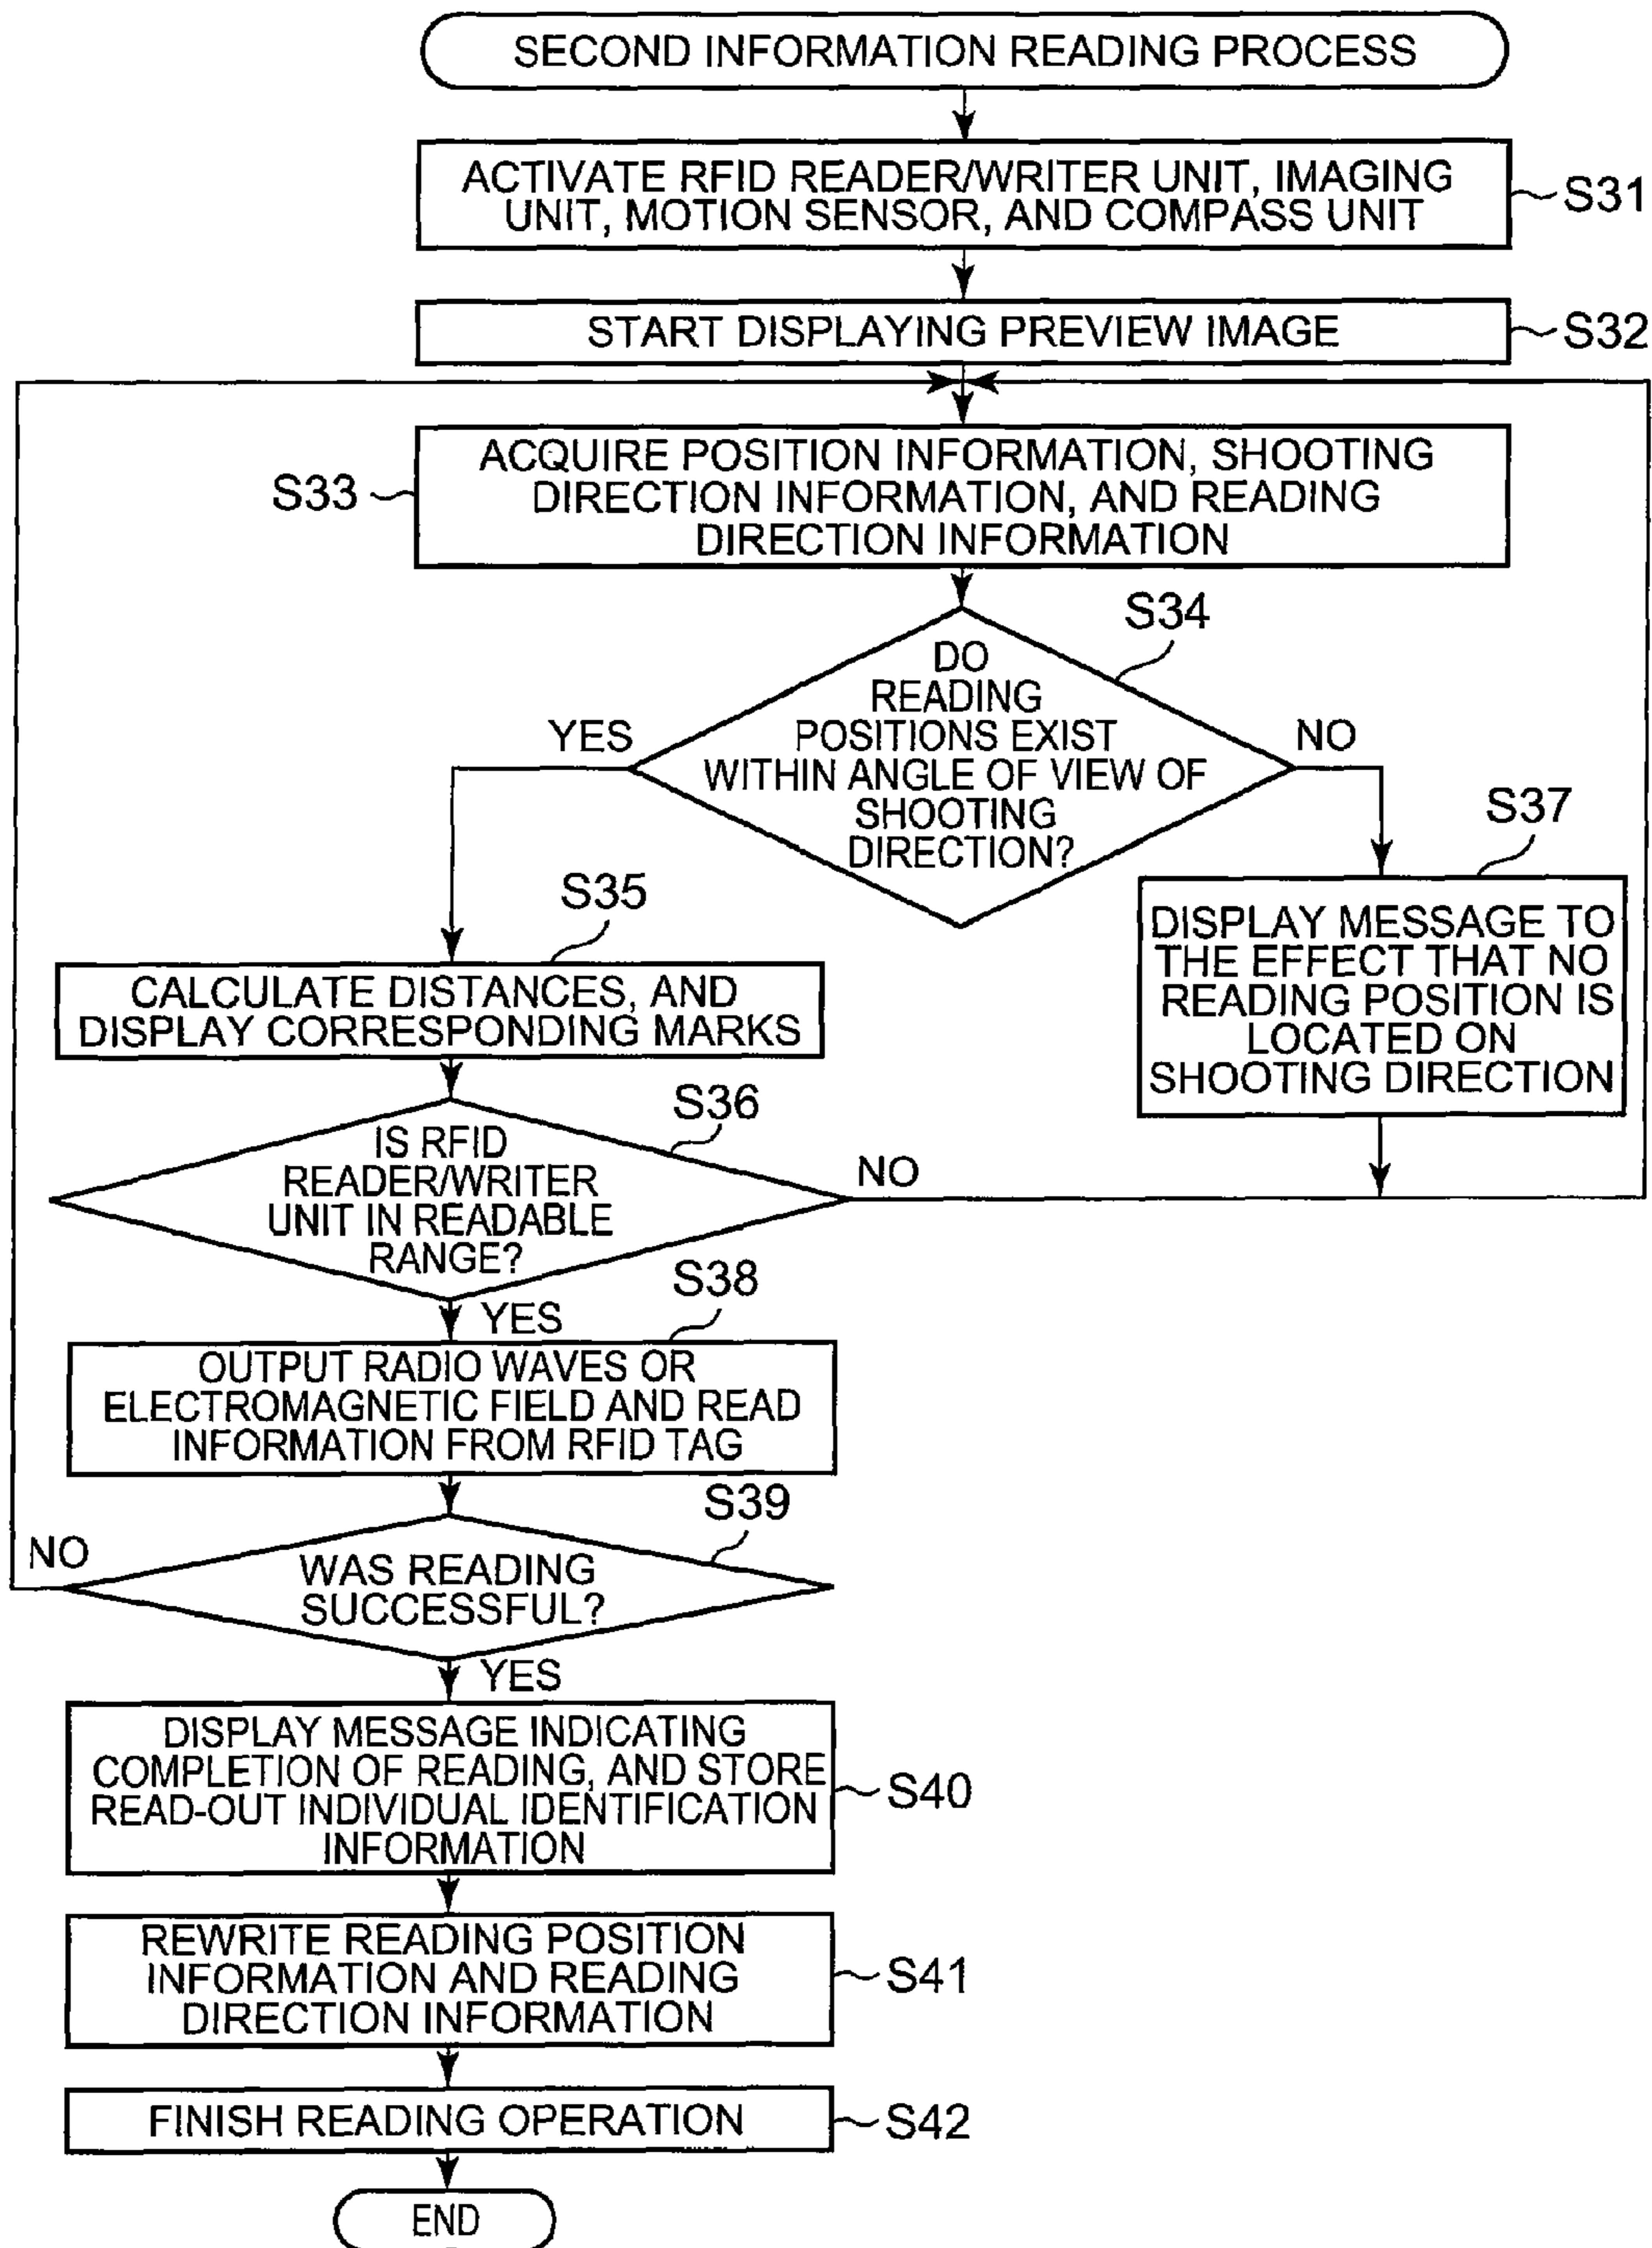 SECOND INFORMATION READING PROCESS
ACTIVATE RFID READER/WRITER UNIT, IMAGING
UNIT, MOTION SENSOR, AND COMPASS UNIT
S31
START DISPLAYING PREVIEW IMAGE
S32
S33
ACQUIRE POSITION INFORMATION, SHOOTING
DIRECTION INFORMATION, AND READING
DIRECTION INFORMATION
S34
DO
READING
POSITIONS EXIST
WITHIN ANGLE OF VIEW OF
SHOOTING
DIRECTION?
YES
NO
S37
DISPLAY MESSAGE TO
THE EFFECT THAT NO
READING POSITION IS
LOCATED ON
SHOOTING DIRECTION
S35
CALCULATE DISTANCES, AND
DISPLAY CORRESPONDING MARKS
S36
IS RFID
READER/WRITER
UNIT IN READABLE
RANGE?
NO
YES
S38
OUTPUT RADIO WAVES OR
ELECTROMAGNETIC FIELD AND READ
INFORMATION FROM RFID TAG
S39
NO
WAS READING
SUCCESSFUL?
YES
DISPLAY MESSAGE INDICATING
COMPLETION OF READING, AND STORE
READ-OUT INDIVIDUAL IDENTIFICATION
INFORMATION
S40
REWRITE READING POSITION
INFORMATION AND READING
DIRECTION INFORMATION
S41
FINISH READING OPERATION
S42
END